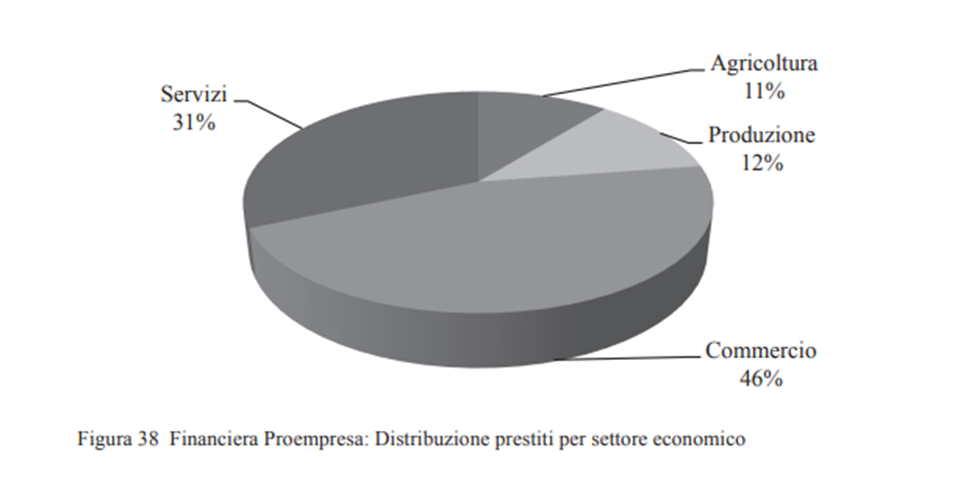 Agricoltura
11%
Servizi
31%
Produzione
12%
Commercio
46%
Figura 38 Financiera Proempresa: Distribuzione prestiti per settore economico